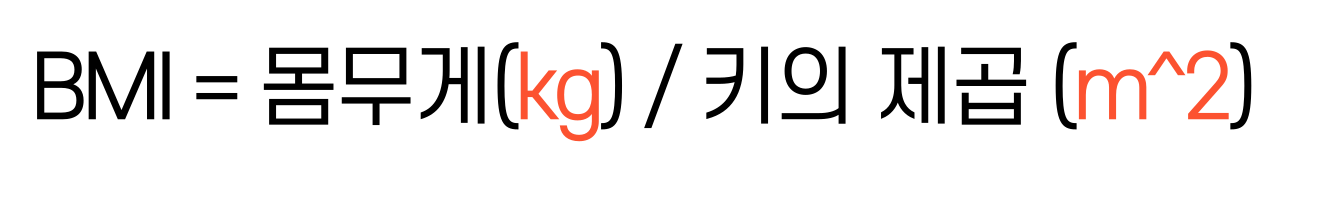 BMI = 몸무게(kg) / 키의 제곱 (m^2)